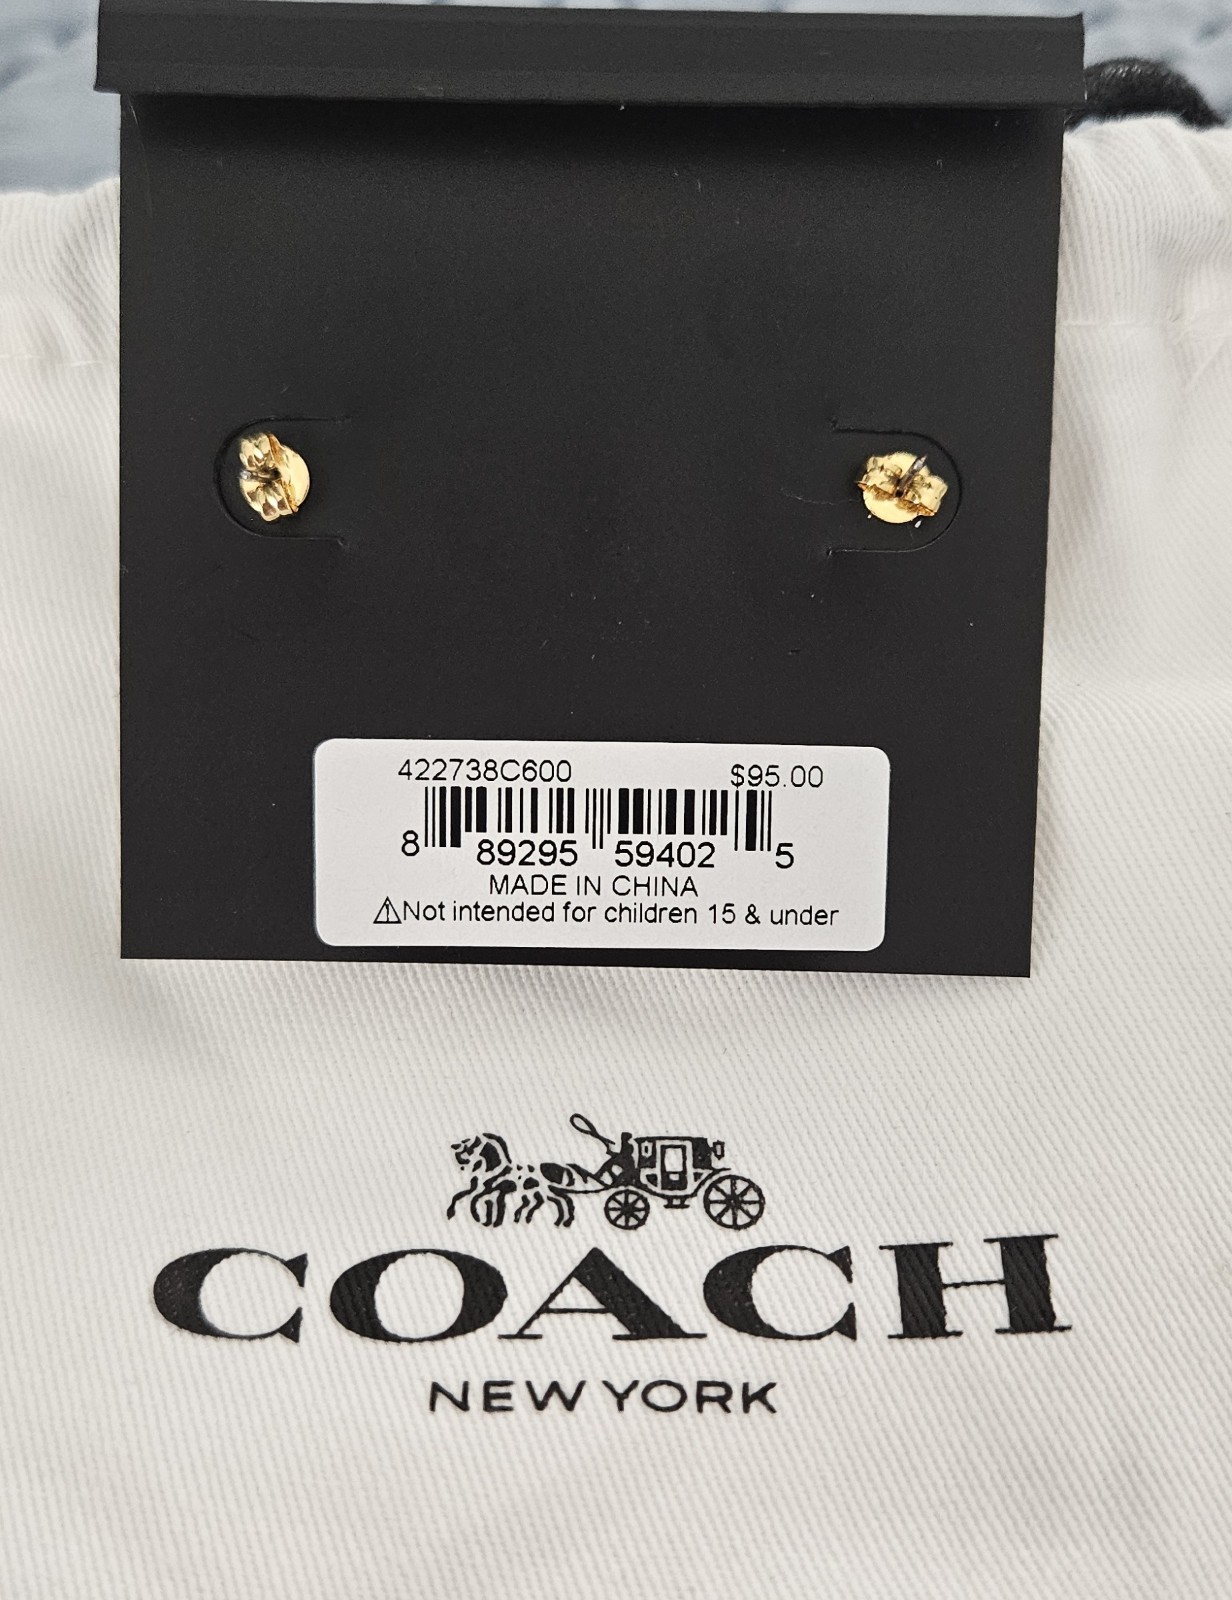 422738C600 $95.00
8 89295 59402 5
MADE IN CHINA
⚠Not intended for children 15 & under
COACH
NEW YORK